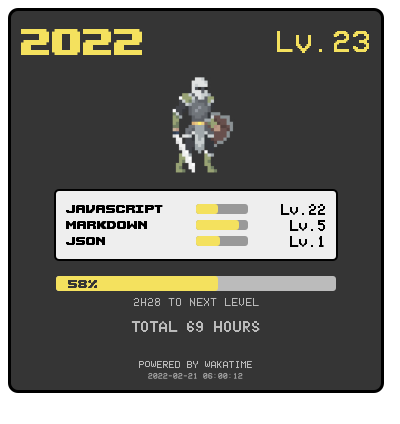 2022 Lv.23
JAVASCRIPT Lv.22
MARKDOWN Lv.5
JSON Lv.1
58%
2H28 TO NEXT LEVEL
TOTAL 69 HOURS
POWERED BY WAKATIME
2022-02-21 06:00:12